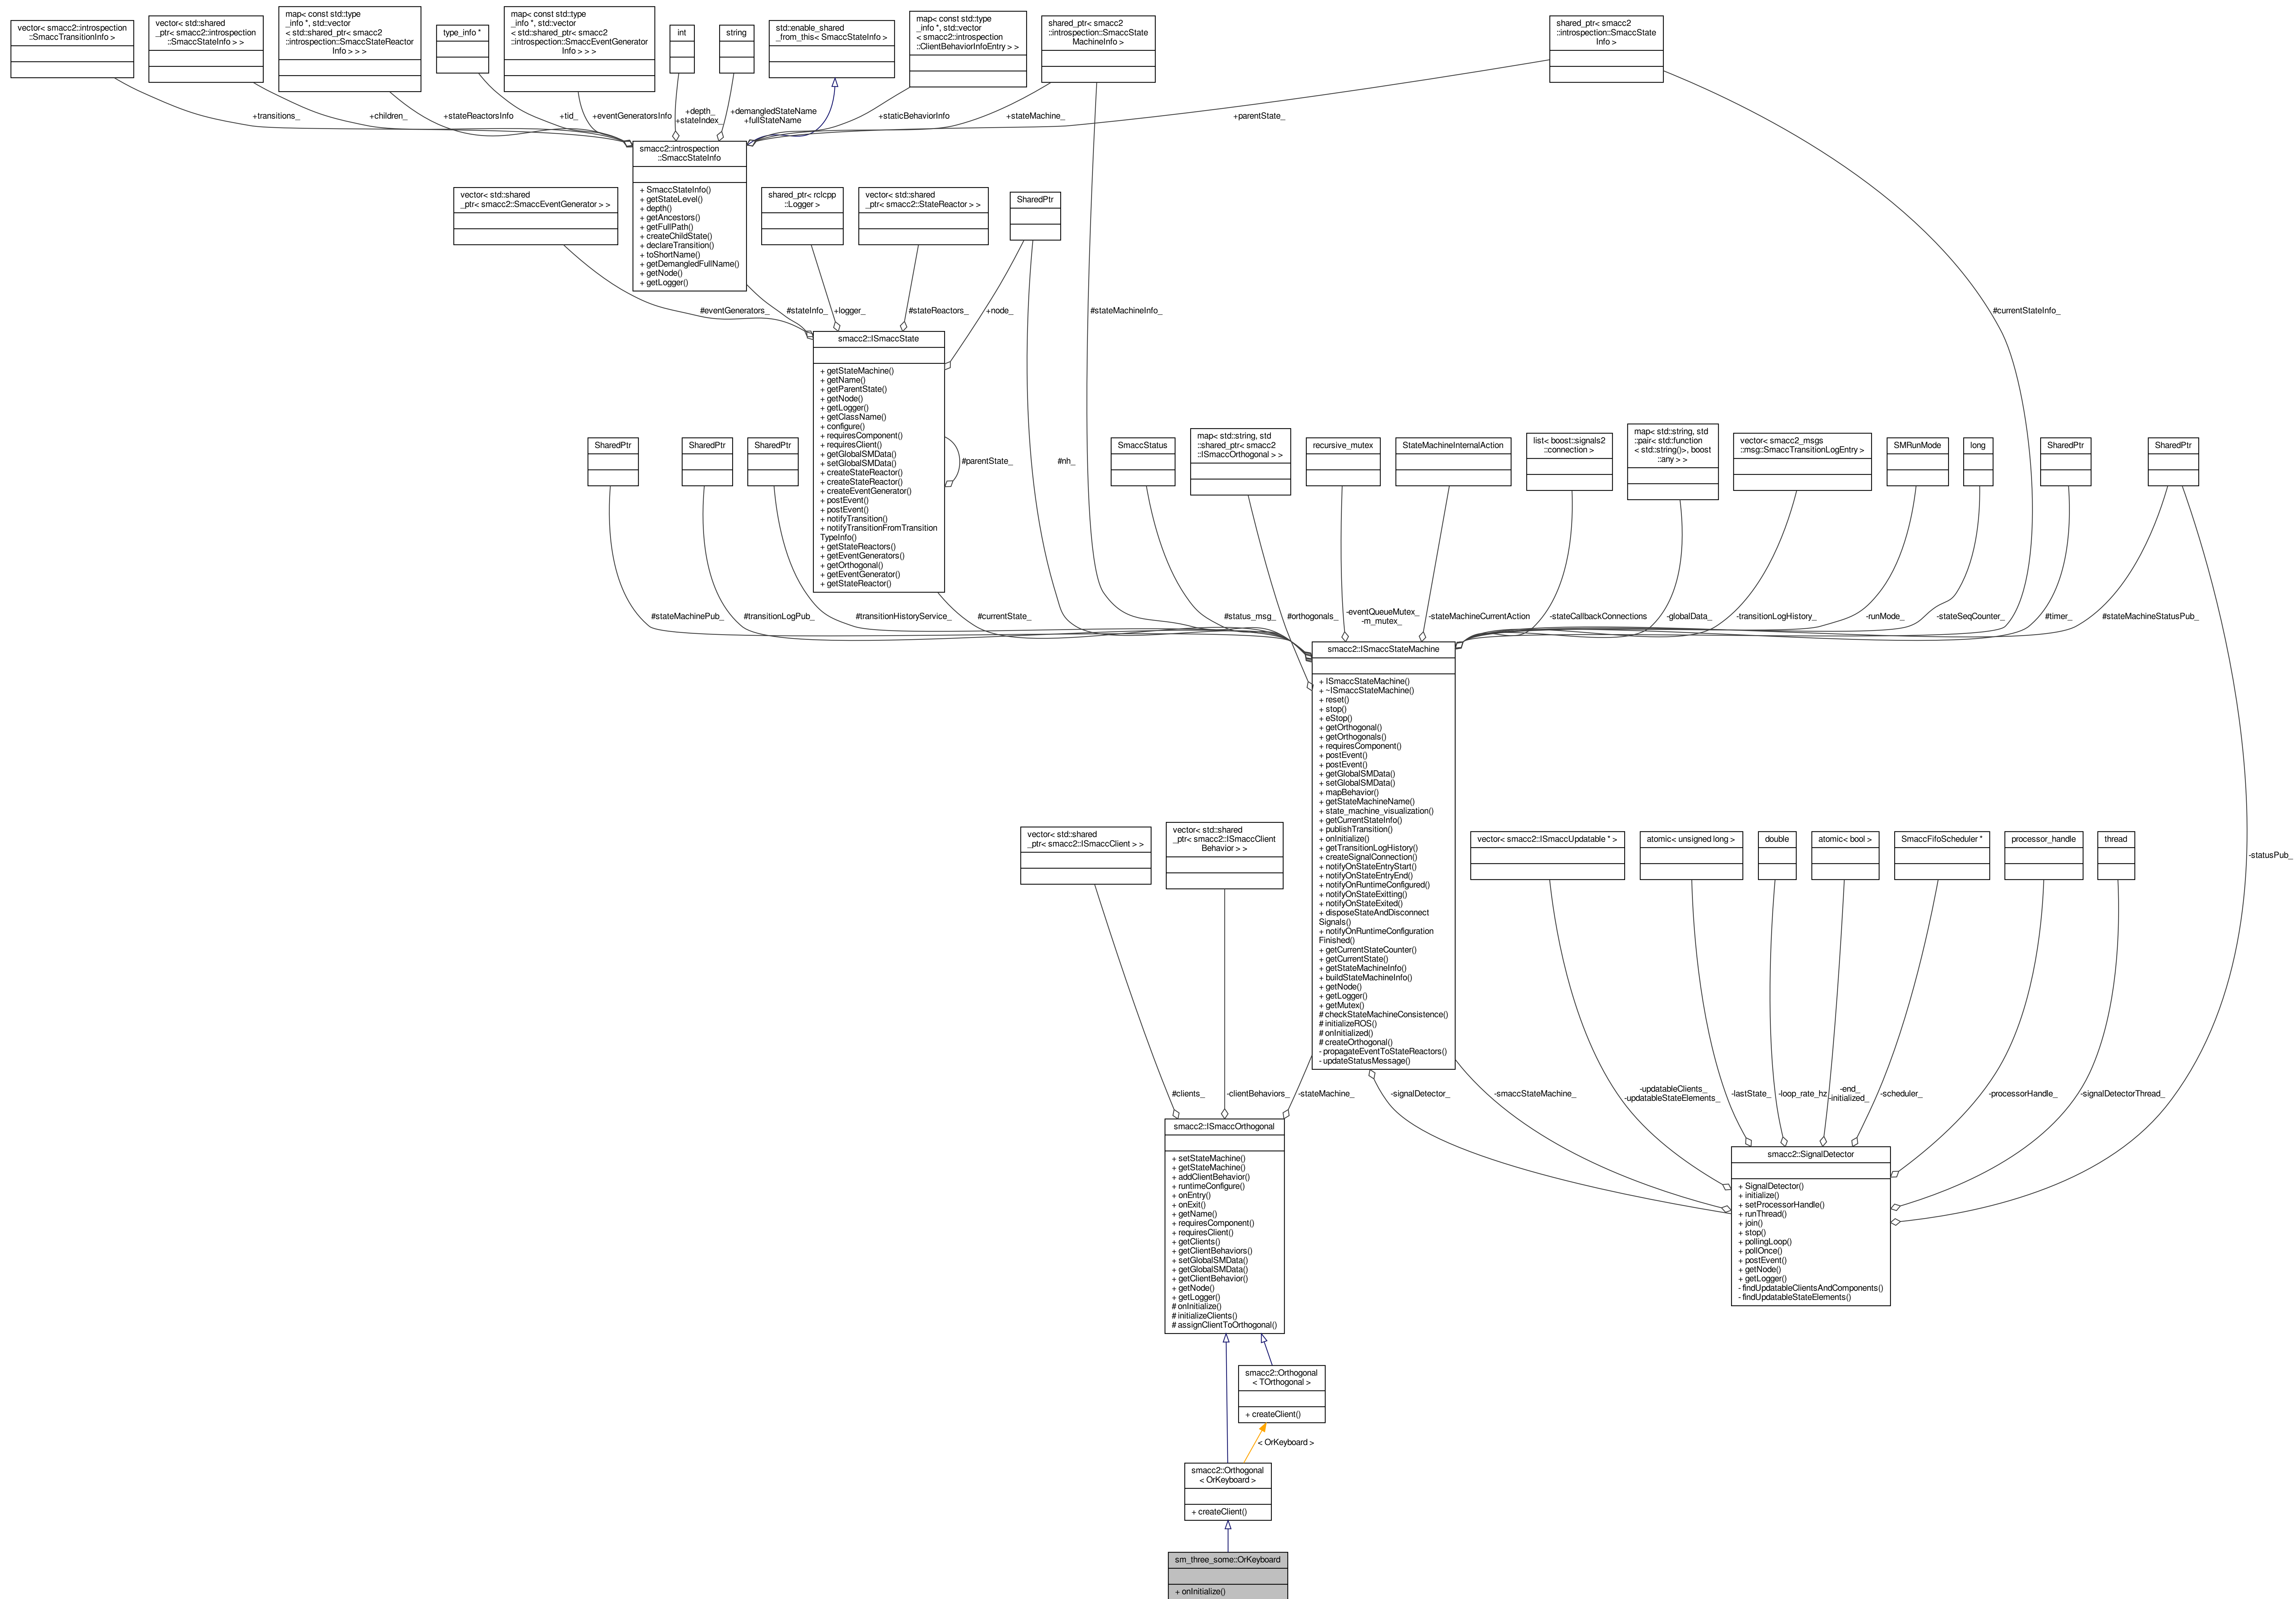 vector< smacc2::introspection
::SmaccTransitionInfo >
vector< std::shared
_ptr< smacc2::introspection
::SmaccStateInfo > >
map< const std::type
_info *, std::vector
< std::shared_ptr< smacc2
::introspection::SmaccStateReactor
Info > > >
type_info *
map< const std::type
_info *, std::vector
< std::shared_ptr< smacc2
::introspection::SmaccEventGenerator
Info > > >
int
string
std::enable_shared
_from_this< SmaccStateInfo >
map< const std::type
_info *, std::vector
< smacc2::introspection
::ClientBehaviorInfoEntry > >
shared_ptr< smacc2
::introspection::SmaccState
MachineInfo >
shared_ptr< smacc2
::introspection::SmaccState
Info >
+transitions_
+children_
+stateReactorsInfo
+tid_
+eventGeneratorsInfo
+depth_
+stateIndex_
+demangledStateName
+fullStateName
+staticBehaviorInfo
+stateMachine_
+parentState_
smacc2::introspection
::SmaccStateInfo
+ SmaccStateInfo()
+ getStateLevel()
+ depth()
+ getAncestors()
+ getFullPath()
+ createChildState()
+ declareTransition()
+ toShortName()
+ getDemangledFullName()
+ getNode()
+ getLogger()
vector< std::shared
_ptr< smacc2::SmaccEventGenerator > >
shared_ptr< rclcpp
::Logger >
vector< std::shared
_ptr< smacc2::StateReactor > >
SharedPtr
#eventGenerators_
#stateInfo_
+logger_
#stateReactors_
+node_
#stateMachineInfo_
#currentStateInfo_
smacc2::ISmaccState
+ getStateMachine()
+ getName()
+ getParentState()
+ getNode()
+ getLogger()
+ getClassName()
+ configure()
+ requiresComponent()
+ requiresClient()
+ getGlobalSMData()
+ setGlobalSMData()
+ createStateReactor()
+ createStateReactor()
+ createEventGenerator()
+ postEvent()
+ postEvent()
+ notifyTransition()
+ notifyTransitionFromTransition
TypeInfo()
+ getStateReactors()
+ getEventGenerators()
+ getOrthogonal()
+ getEventGenerator()
+ getStateReactor()
#parentState_
#nh_
SharedPtr
SharedPtr
SharedPtr
SmaccStatus
map< std::string, std
::shared_ptr< smacc2
::ISmaccOrthogonal > >
recursive_mutex
StateMachineInternalAction
list< boost::signals2
::connection >
map< std::string, std
::pair< std::function
< std::string()>, boost
::any > >
vector< smacc2_msgs
::msg::SmaccTransitionLogEntry >
SMRunMode
long
SharedPtr
SharedPtr
#stateMachinePub_
#transitionLogPub_
#transitionHistoryService_
#currentState_
#status_msg_
#orthogonals_
-eventQueueMutex_
-m_mutex_
-stateMachineCurrentAction
-stateCallbackConnections
-globalData_
-transitionLogHistory_
-runMode_
-stateSeqCounter_
#timer_
#stateMachineStatusPub_
smacc2::ISmaccStateMachine
+ ISmaccStateMachine()
+ ~ISmaccStateMachine()
+ reset()
+ stop()
+ eStop()
+ getOrthogonal()
+ getOrthogonals()
+ requiresComponent()
+ postEvent()
+ postEvent()
+ getGlobalSMData()
+ setGlobalSMData()
+ mapBehavior()
+ getStateMachineName()
+ state_machine_visualization()
+ getCurrentStateInfo()
+ publishTransition()
+ onInitialize()
+ getTransitionLogHistory()
+ createSignalConnection()
+ notifyOnStateEntryStart()
+ notifyOnStateEntryEnd()
+ notifyOnRuntimeConfigured()
+ notifyOnStateExitting()
+ notifyOnStateExited()
+ disposeStateAndDisconnect
Signals()
+ notifyOnRuntimeConfiguration
Finished()
+ getCurrentStateCounter()
+ getCurrentState()
+ getStateMachineInfo()
+ buildStateMachineInfo()
+ getNode()
+ getLogger()
+ getMutex()
# checkStateMachineConsistence()
# initializeROS()
# onInitialized()
# createOrthogonal()
- propagateEventToStateReactors()
- updateStatusMessage()
vector< std::shared
_ptr< smacc2::ISmaccClient > >
vector< std::shared
_ptr< smacc2::ISmaccClient
Behavior > >
vector< smacc2::ISmaccUpdatable * >
atomic< unsigned long >
double
atomic< bool >
SmaccFifoScheduler *
processor_handle
thread
-statusPub_
#clients_
-clientBehaviors_
-stateMachine_
-signalDetector_
-smaccStateMachine_
-updatableClients_
-updatableStateElements_
-lastState_
-loop_rate_hz
-end_
-initialized_
-scheduler_
-processorHandle_
-signalDetectorThread_
smacc2::ISmaccOrthogonal
+ setStateMachine()
+ getStateMachine()
+ addClientBehavior()
+ runtimeConfigure()
+ onEntry()
+ onExit()
+ getName()
+ requiresComponent()
+ requiresClient()
+ getClients()
+ getClientBehaviors()
+ setGlobalSMData()
+ getGlobalSMData()
+ getClientBehavior()
+ getNode()
+ getLogger()
# onInitialize()
# initializeClients()
# assignClientToOrthogonal()
smacc2::SignalDetector
+ SignalDetector()
+ initialize()
+ setProcessorHandle()
+ runThread()
+ join()
+ stop()
+ pollingLoop()
+ pollOnce()
+ postEvent()
+ getNode()
+ getLogger()
- findUpdatableClientsAndComponents()
- findUpdatableStateElements()
smacc2::Orthogonal
< TOrthogonal >
+ createClient()
< OrKeyboard >
smacc2::Orthogonal
< OrKeyboard >
+ createClient()
sm_three_some::OrKeyboard
+ onInitialize()